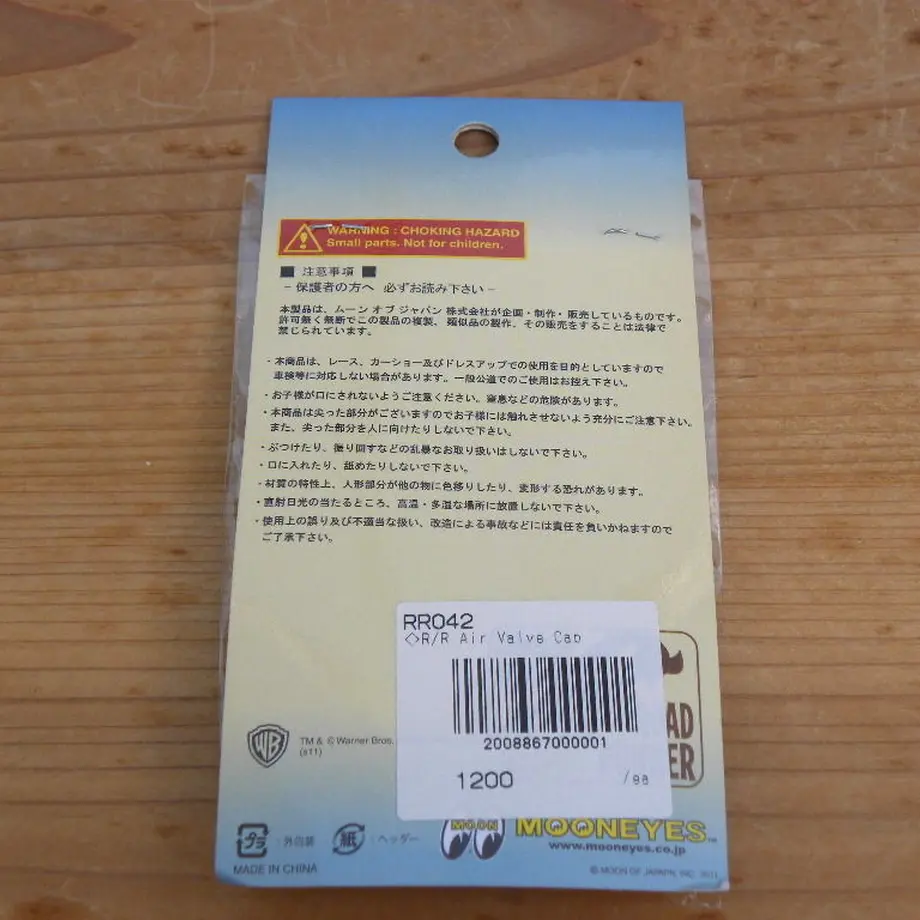 WARNING : CHOKING HAZARD
Small parts. Not for children.
■ 注意事項 ■
－保護者の方へ 必ずお読み下さい－
本製品は、ムーン オブ ジャパン 株式会社が企画・制作・販売しているものです。
許可無く無断でこの製品の複製、類似品の製作、その販売をすることは法律で
禁じられています。
・本商品は、レース、カーショー及びドレスアップでの使用を目的としていますので
車検等に対応しない場合があります。一般公道でのご使用はお控え下さい。
・お子様が口にされないようご注意ください。窒息などの危険があります。
・本商品は尖った部分がございますのでお子様には触れさせないよう充分にご注意下さい。
また、尖った部分を人に向けたりしないで下さい。
・ぶつけたり、振り回すなどの乱暴なお取り扱いはしないで下さい。
・口に入れたり、舐めたりしないで下さい。
・材質の特性上、人形部分が他の物に色移りしたり、変形する恐れがあります。
・直射日光の当たるところ、高温・多湿な場所に放置しないで下さい。
・使用上の誤り及び不適当な扱い、改造による事故などには責任を負いかねますので
ご了承下さい。
RR042
◇R/R Air Valve Cap
2008867000001
1200 /ea
AD
ER
WB
TM & © Warner Bros.
(s11)
プラ : 外包装
紙 : ヘッダー
MOON
MOONEYES
www.mooneyes.co.jp
MADE IN CHINA
© MOON OF JAPAPN, INC. 2011